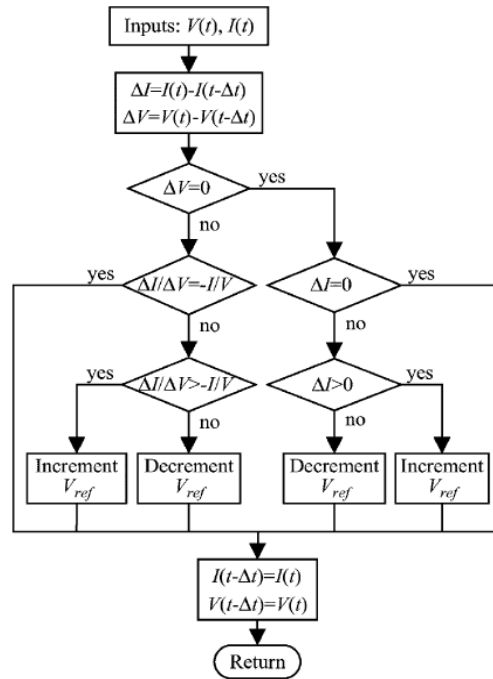 Inputs: V(t), I(t)
ΔI=I(t)-I(t-Δt)
ΔV=V(t)-V(t-Δt)
ΔV=0
yes
no
yes
ΔI/ΔV=-I/V
ΔI=0
yes
no
no
yes
ΔI/ΔV>-I/V
ΔI>0
yes
no
no
Increment
Vref
Decrement
Vref
Decrement
Vref
Increment
Vref
I(t-Δt)=I(t)
V(t-Δt)=V(t)
Return